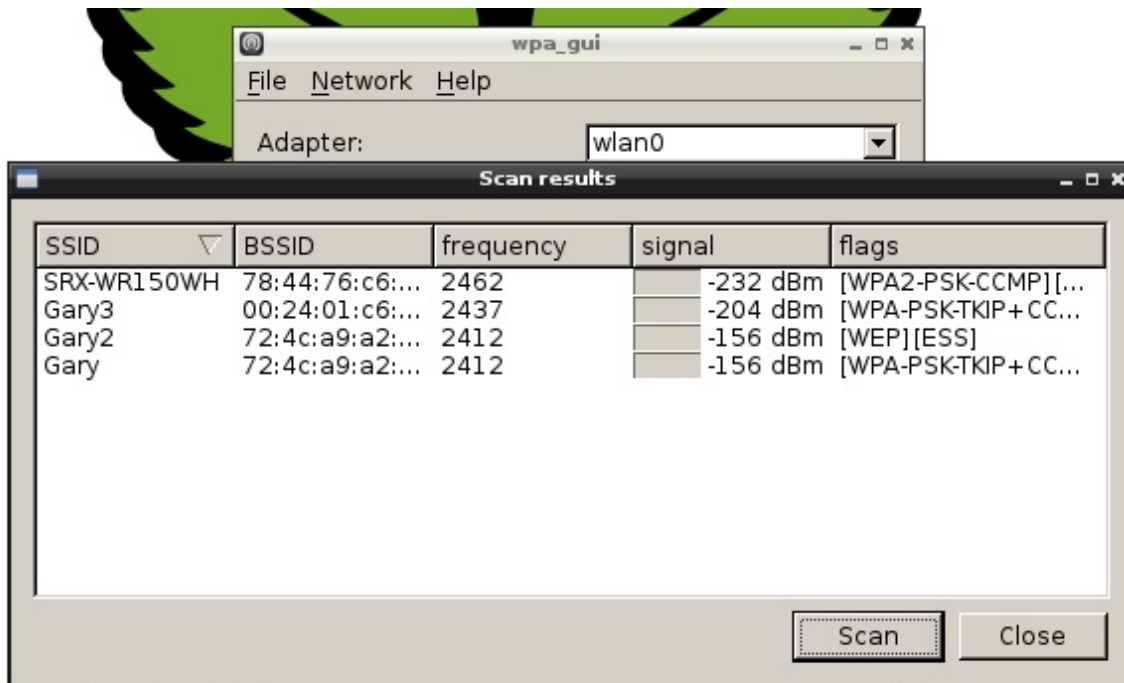 wpa_gui
File Network Help
Adapter: wlan0
Scan results
SSID BSSID frequency signal flags
SRX-WR150WH 78:44:76:c6:... 2462 -232 dBm [WPA2-PSK-CCMP][...
Gary3 00:24:01:c6:... 2437 -204 dBm [WPA-PSK-TKIP+CC...
Gary2 72:4c:a9:a2:... 2412 -156 dBm [WEP][ESS]
Gary 72:4c:a9:a2:... 2412 -156 dBm [WPA-PSK-TKIP+CC...
Scan Close